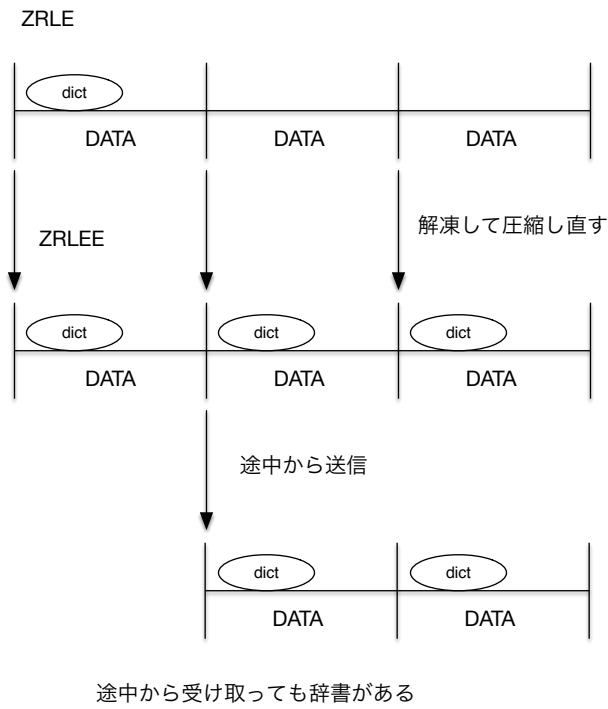 ZRLE
dict
DATA DATA DATA
解凍して圧縮し直す
ZRLEE
dict dict dict
DATA DATA DATA
途中から送信
dict dict
DATA DATA
途中から受け取っても辞書がある